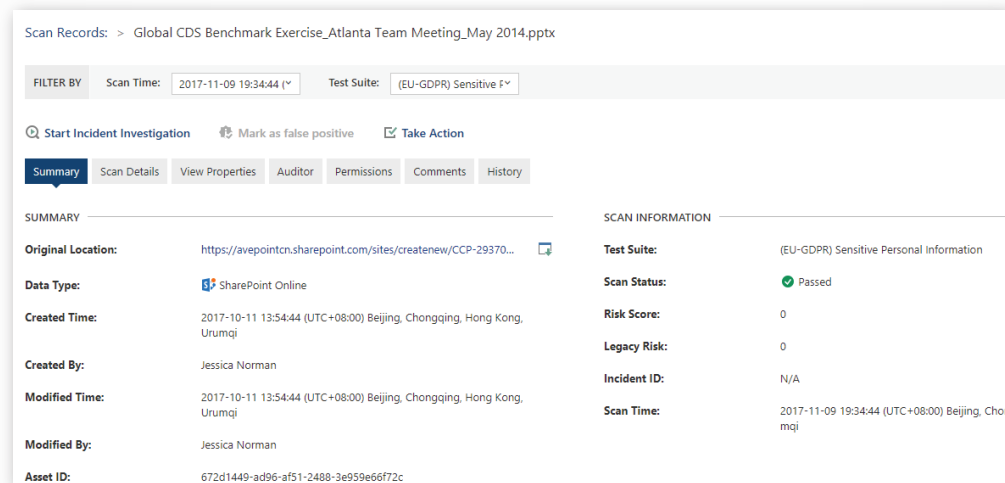 Scan Records: > Global CDS Benchmark Exercise_Atlanta Team Meeting_May 2014.pptx
FILTER BY Scan Time: 2017-11-09 19:34:44 ( Test Suite: (EU-GDPR) Sensitive P
Start Incident Investigation Mark as false positive Take Action
Summary Scan Details View Properties Auditor Permissions Comments History
SUMMARY
Original Location: https://avepointcn.sharepoint.com/sites/createnew/CCP-29370...
Data Type: SharePoint Online
Created Time: 2017-10-11 13:54:44 (UTC+08:00) Beijing, Chongqing, Hong Kong,
Urumqi
Created By: Jessica Norman
Modified Time: 2017-10-11 13:54:44 (UTC+08:00) Beijing, Chongqing, Hong Kong,
Urumqi
Modified By: Jessica Norman
Asset ID: 672d1449-ad96-af51-2488-3e959e66f72c
SCAN INFORMATION
Test Suite: (EU-GDPR) Sensitive Personal Information
Scan Status: Passed
Risk Score: 0
Legacy Risk: 0
Incident ID: N/A
Scan Time: 2017-11-09 19:34:44 (UTC+08:00) Beijing, Cho
mqi